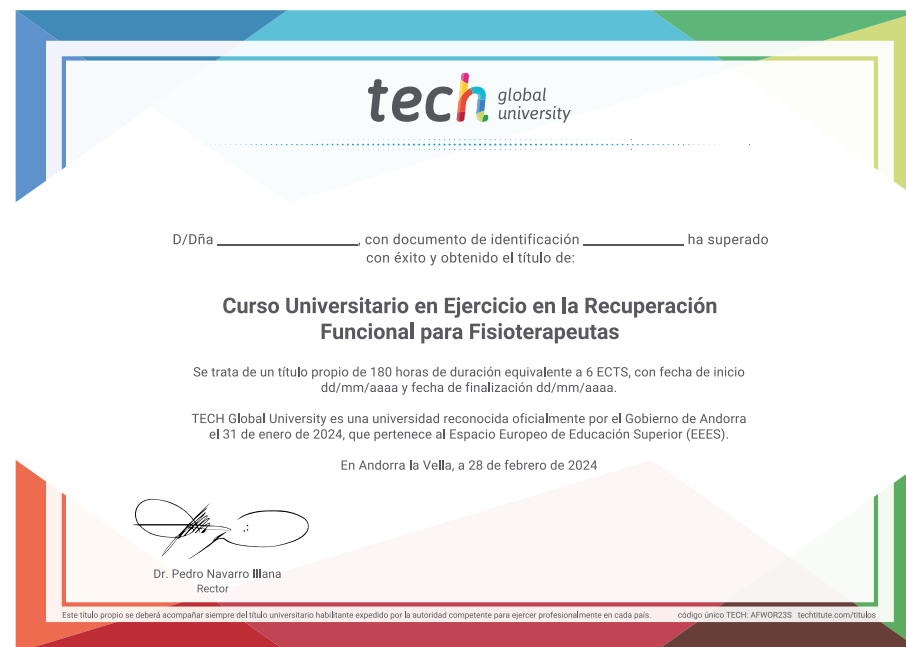 tech global university
D/Dña ________________, con documento de identificación ____________ ha superado
con éxito y obtenido el título de:
Curso Universitario en Ejercicio en la Recuperación
Funcional para Fisioterapeutas
Se trata de un título propio de 180 horas de duración equivalente a 6 ECTS, con fecha de inicio
dd/mm/aaaa y fecha de finalización dd/mm/aaaa.
TECH Global University es una universidad reconocida oficialmente por el Gobierno de Andorra
el 31 de enero de 2024, que pertenece al Espacio Europeo de Educación Superior (EEES).
En Andorra la Vella, a 28 de febrero de 2024
Dr. Pedro Navarro Illana
Rector
Este título propio se deberá acompañar siempre del título universitario habilitante expedido por la autoridad competente para ejercer profesionalmente en cada país. código único TECH: AFWOR23S techtitute.com/titulos